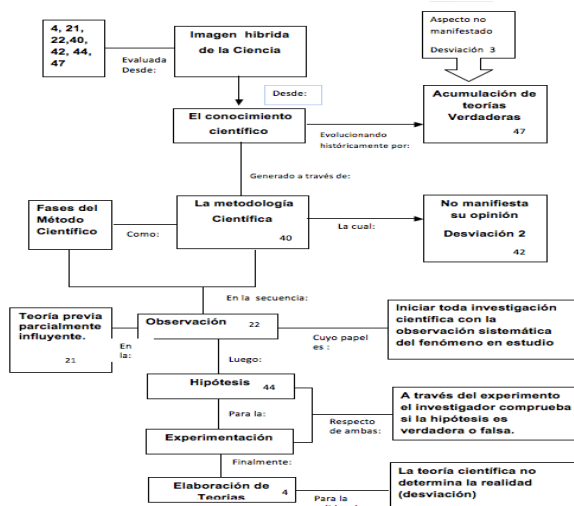 4, 21,
22,40,
42, 44,
47
Evaluada
Desde:
Imagen hibrida
de la Ciencia
Aspecto no
manifestado
Desviación 3
Desde:
El conocimiento
científico
Evolucionando
históricamente por:
Acumulación de
teorías
Verdaderas
47
Generado a través de:
Fases del
Método
Científico
Como:
La metodología
Científica
40
La cual:
No manifiesta
su opinión
Desviación 2
42
En la secuencia:
Teoría previa
parcialmente
influyente.
21
En
la:
Observación 22
Cuyo papel
es :
Iniciar toda investigación
científica con la
observación sistemática
del fenómeno en estudio
Luego:
Hipótesis
44
Para la:
Experimentación
Respecto
de ambas:
A través del experimento
el investigador comprueba
si la hipótesis es
verdadera o falsa.
Finalmente:
Elaboración de
Teorías 4
Para la
La teoría científica no
determina la realidad
(desviación)